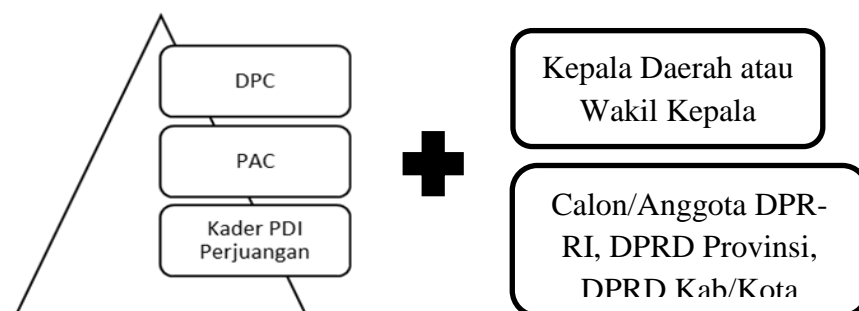 DPC
PAC
Kader PDI
Perjuangan
Kepala Daerah atau
Wakil Kepala
Calon/Anggota DPR-
RI, DPRD Provinsi,
DPRD Kab/Kota